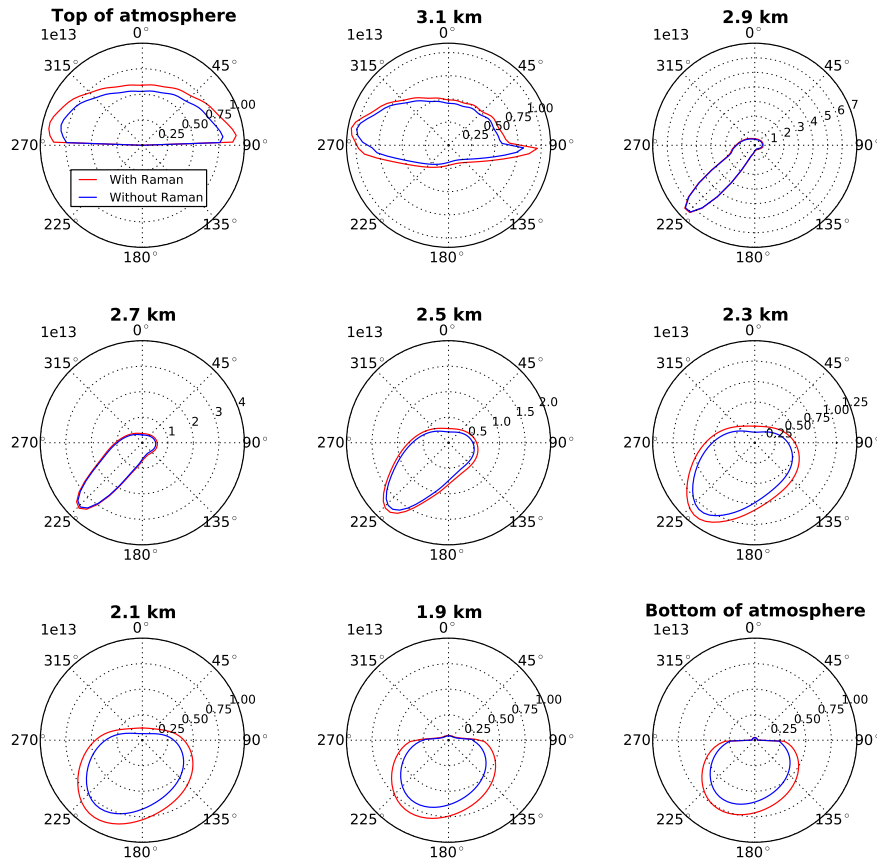 Top of atmosphere
3.1 km
2.9 km
1e13 0° 1e13 0° 1e13 0°
315° 45° 315° 45° 315° 45°
0.25 0.50 0.75 1.00
0.25 0.50 0.75 1.00
1 2 3 4 5 6 7
270° 90° 270° 90° 270° 90°
With Raman
Without Raman
225° 135° 225° 135° 225° 135°
180° 180° 180°
2.7 km
2.5 km
2.3 km
1e13 0° 1e13 0° 1e13 0°
315° 45° 315° 45° 315° 45°
1 2 3 4
0.5 1.0 1.5 2.0
0.25 0.50 0.75 1.00 1.25
270° 90° 270° 90° 270° 90°
225° 135° 225° 135° 225° 135°
180° 180° 180°
2.1 km
1.9 km
Bottom of atmosphere
1e13 0° 1e13 0° 1e13 0°
315° 45° 315° 45° 315° 45°
0.25 0.50 0.75 1.00
0.25 0.50 0.75 1.00
0.25 0.50 0.75 1.00
270° 90° 270° 90° 270° 90°
225° 135° 225° 135° 225° 135°
180° 180° 180°